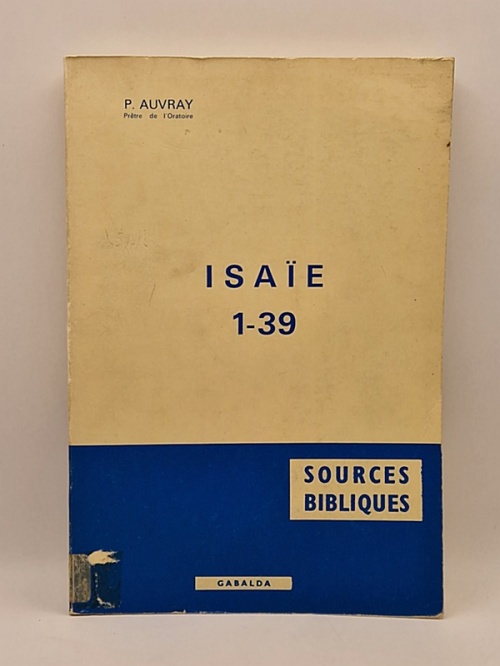 P. AUVRAY
Prêtre de l'Oratoire
ISAÏE
1-39
SOURCES
BIBLIQUES
GABALDA